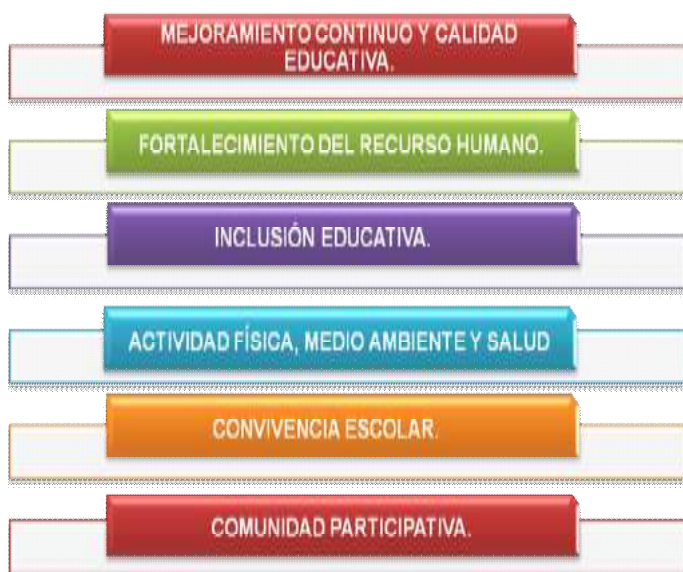 MEJORAMIENTO CONTINUO Y CALIDAD
EDUCATIVA.
FORTALECIMIENTO DEL RECURSO HUMANO.
INCLUSIÓN EDUCATIVA.
ACTIVIDAD FÍSICA, MEDIO AMBIENTE Y SALUD
CONVIVENCIA ESCOLAR.
COMUNIDAD PARTICIPATIVA.